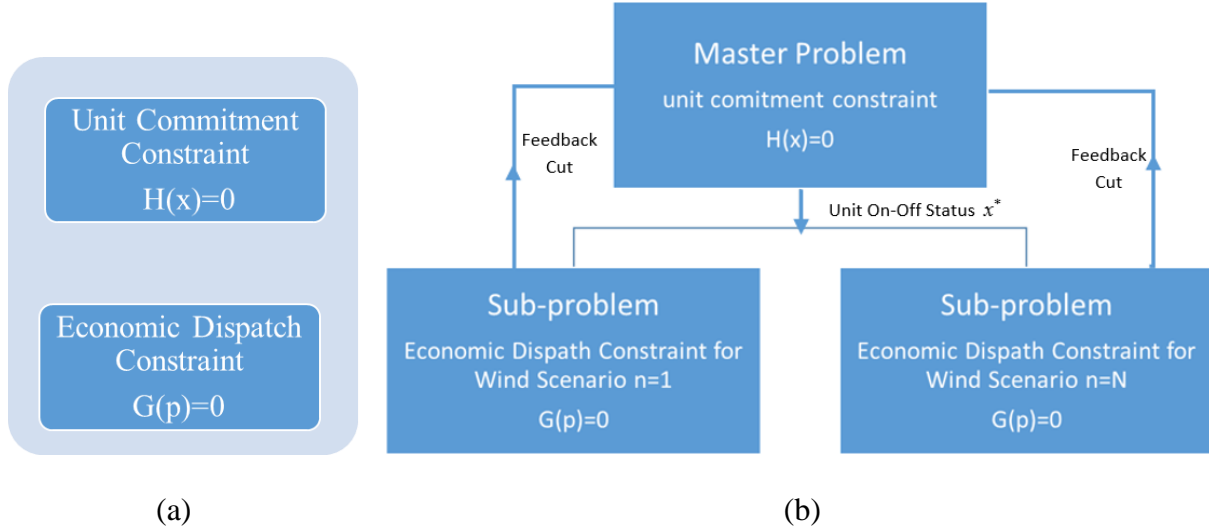 Unit Commitment
Constraint
H(x)=0
Economic Dispatch
Constraint
G(p)=0
(a)
Master Problem
unit comitment constraint
H(x)=0
Feedback
Cut
Feedback
Cut
Unit On-Off Status x*
Sub-problem
Economic Dispath Constraint for
Wind Scenario n=1
G(p)=0
Sub-problem
Economic Dispath Constraint for
Wind Scenario n=N
G(p)=0
(b)